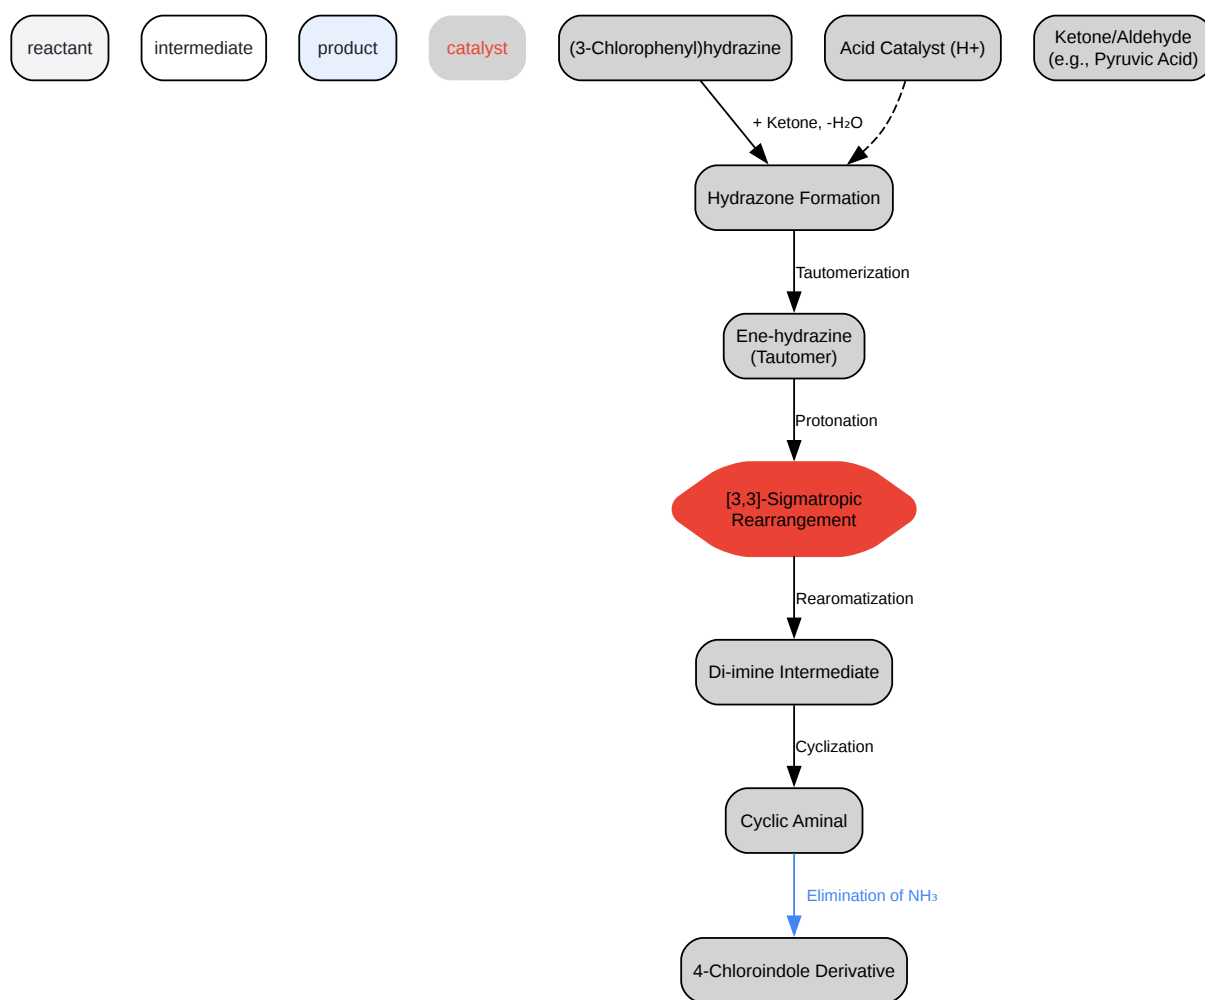 reactant
intermediate
product
catalyst
(3-Chlorophenyl)hydrazine
Acid Catalyst (H+)
Ketone/Aldehyde
(e.g., Pyruvic Acid)
+ Ketone, -H₂O
Hydrazone Formation
Tautomerization
Ene-hydrazine
(Tautomer)
Protonation
[3,3]-Sigmatropic
Rearrangement
Rearomatization
Di-imine Intermediate
Cyclization
Cyclic Aminal
Elimination of NH₃
4-Chloroindole Derivative